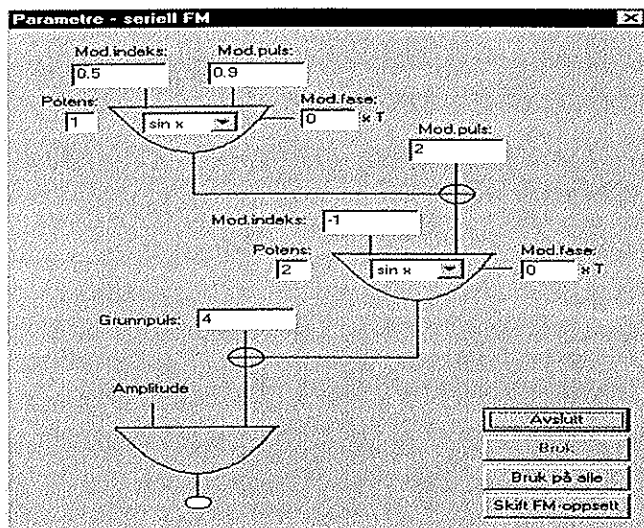 Parametre - seriell FM
Mod.indeks: Mod.puls:
0.5 0.9
Potens: Mod.fase:
1 sin x 0 x T
Mod.puls:
2
Mod.indeks: -1
Potens: Mod.fase:
2 sin x 0 x T
Grunnpuls: 4
Amplitude
Avslutt
Bruk
Bruk på alle
Skift FM-oppsett